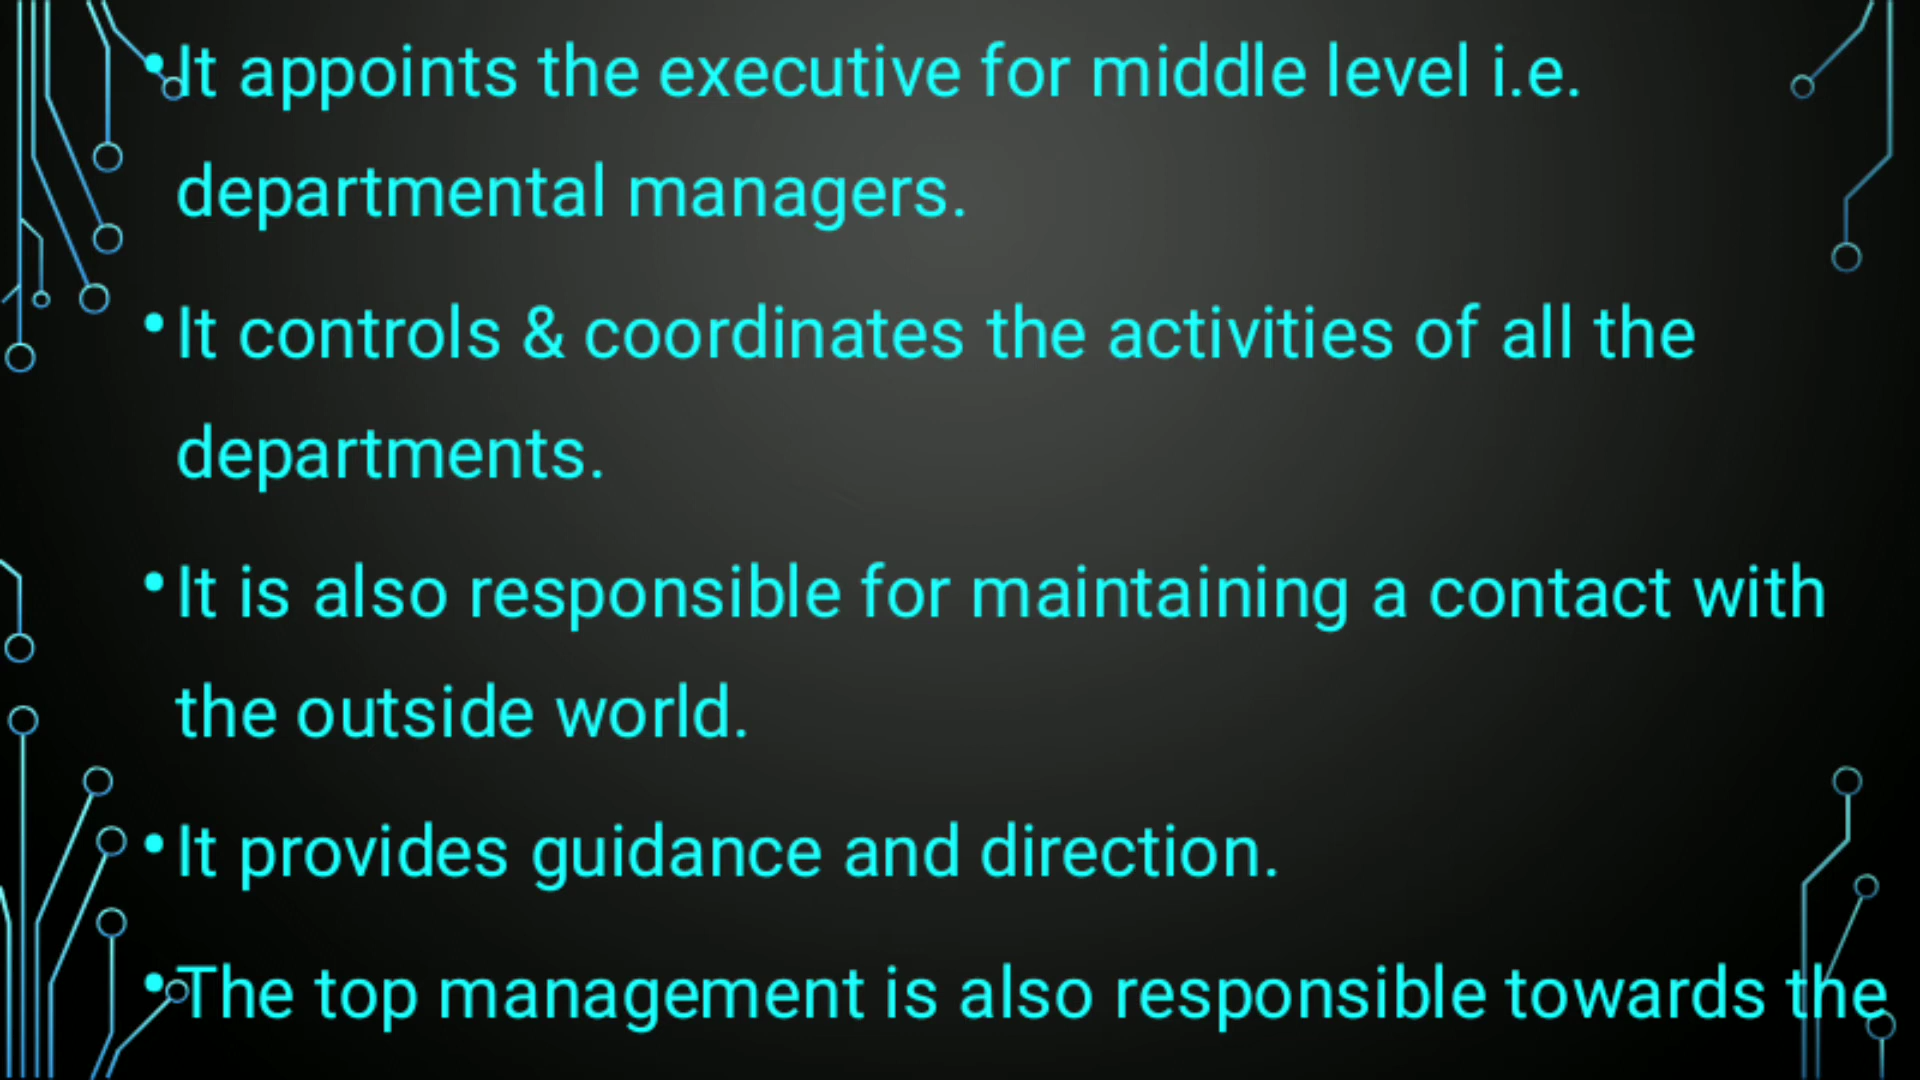 •It appoints the executive for middle level i.e.
departmental managers.
•It controls & coordinates the activities of all the
departments.
•It is also responsible for maintaining a contact with
the outside world.
•It provides guidance and direction.
•The top management is also responsible towards the